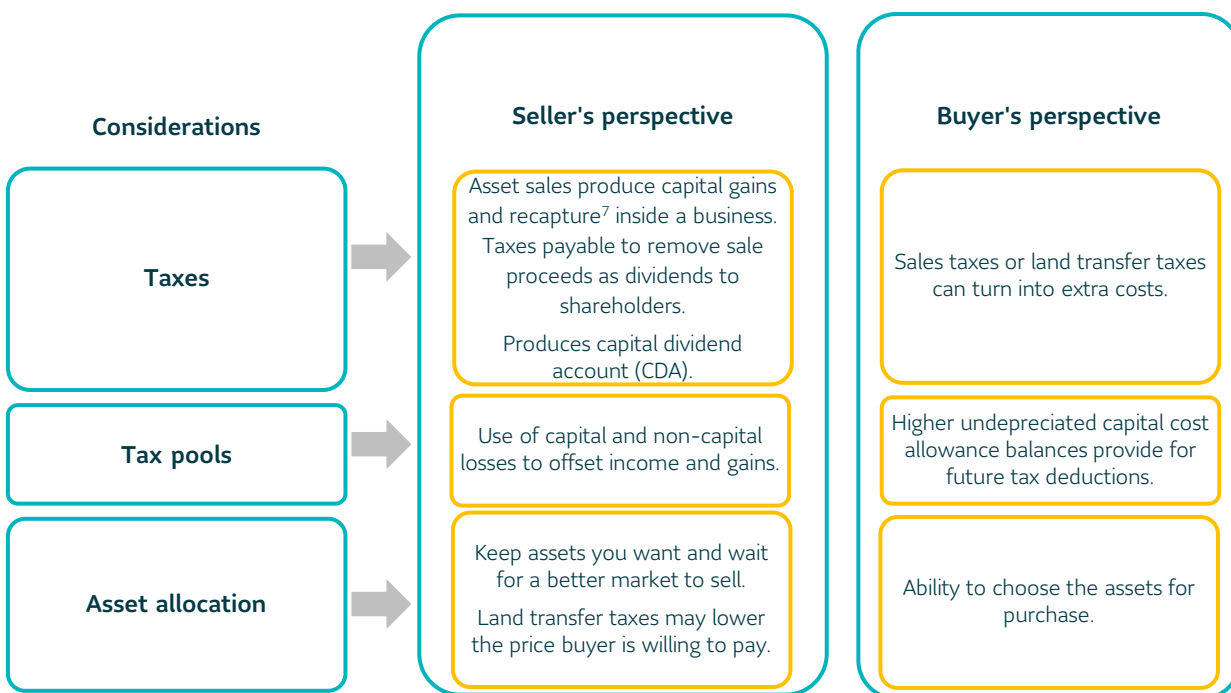 Considerations
Seller's perspective
Buyer's perspective
Taxes
Asset sales produce capital gains
and recapture⁷ inside a business.
Taxes payable to remove sale
proceeds as dividends to
shareholders.
Produces capital dividend
account (CDA).
Sales taxes or land transfer taxes
can turn into extra costs.
Tax pools
Use of capital and non-capital
losses to offset income and gains.
Higher undepreciated capital cost
allowance balances provide for
future tax deductions.
Asset allocation
Keep assets you want and wait
for a better market to sell.
Land transfer taxes may lower
the price buyer is willing to pay.
Ability to choose the assets for
purchase.